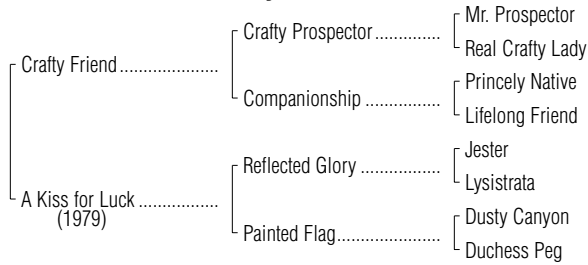 Mr. Prospector
Crafty Prospector..............
Real Crafty Lady
Crafty Friend.....................
Princely Native
Companionship ................
Lifelong Friend
Jester
Reflected Glory .................
Lysistrata
A Kiss for Luck .................
(1979)
Dusty Canyon
Painted Flag.....................
Duchess Peg